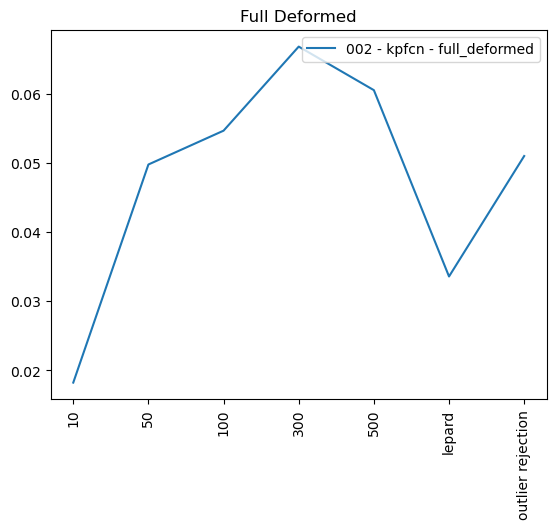 Full Deformed
002 - kpfcn - full_deformed
0.06
0.05
0.04
0.03
0.02
10
50
100
300
500
lepard
outlier rejection